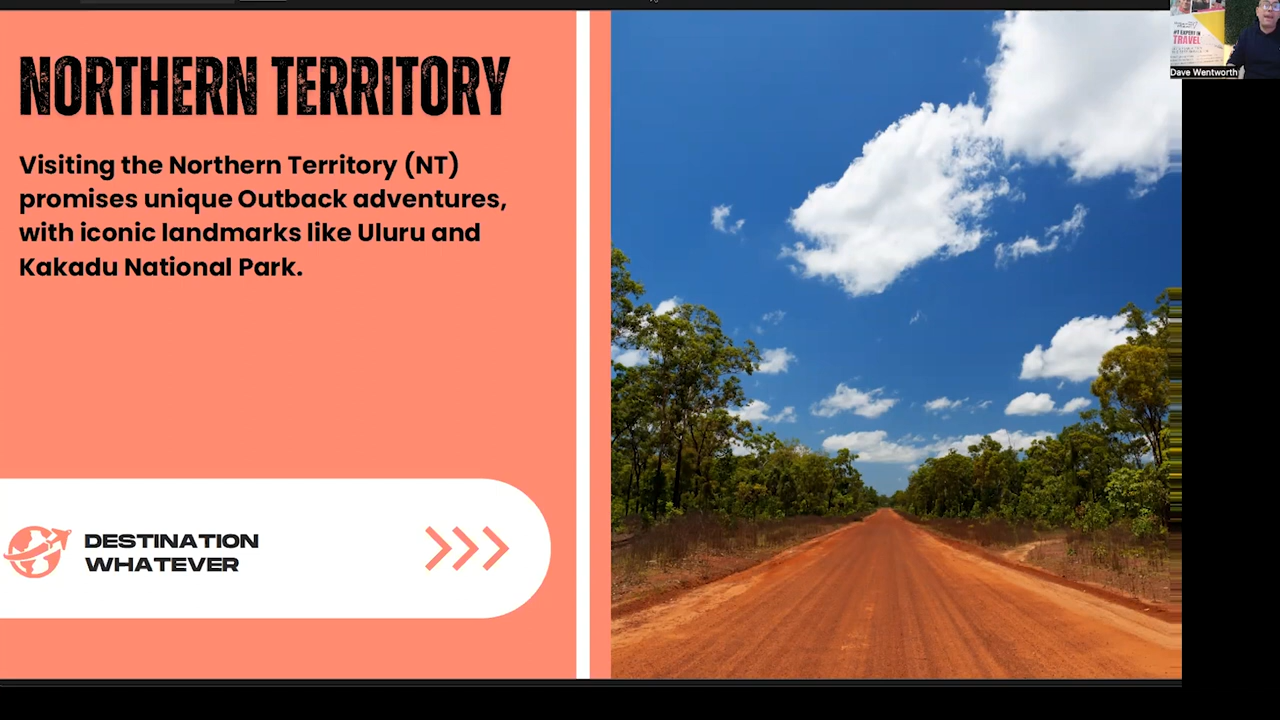 NORTHERN TERRITORY
Visiting the Northern Territory (NT)
promises unique Outback adventures,
with iconic landmarks like Uluru and
Kakadu National Park.
DESTINATION
WHATEVER
TRAVEL
Dave Wentworth